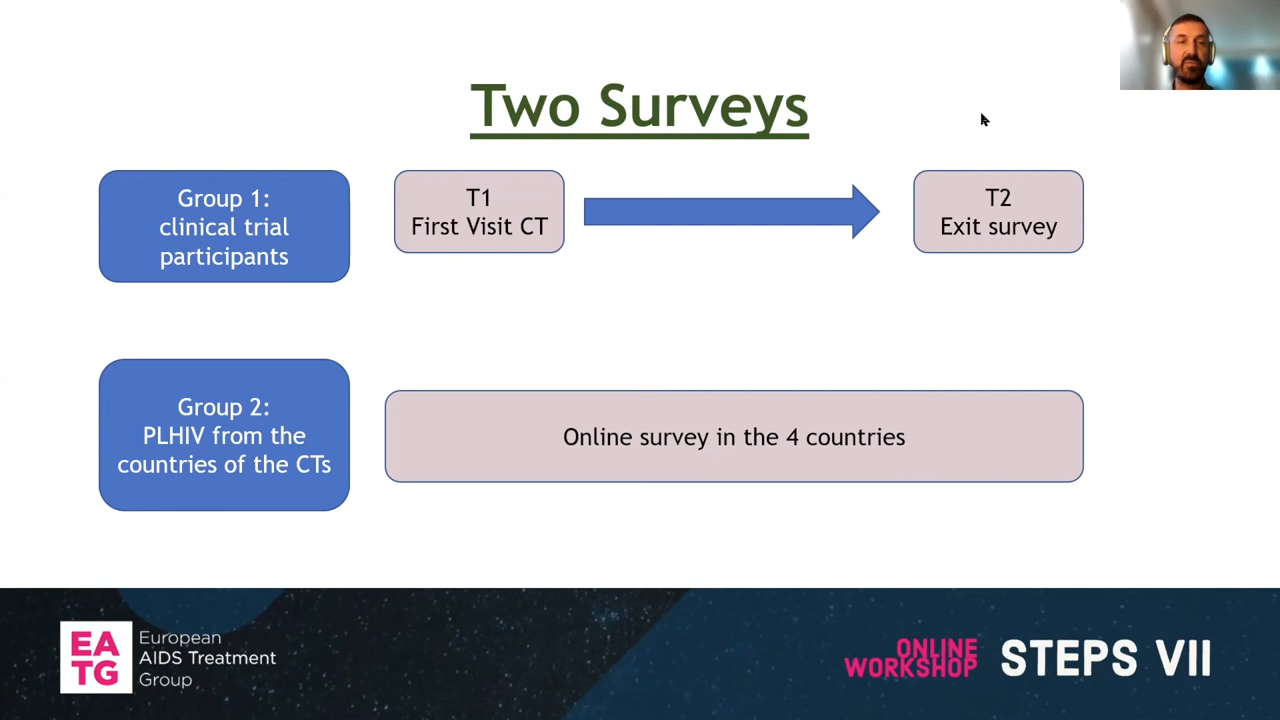 Two Surveys
Group 1:
clinical trial
participants
T1
First Visit CT
T2
Exit survey
Group 2:
PLHIV from the
countries of the CTs
Online survey in the 4 countries
EA
TG
European
AIDS Treatment
Group
ONLINE
WORKSHOP
STEPS VII